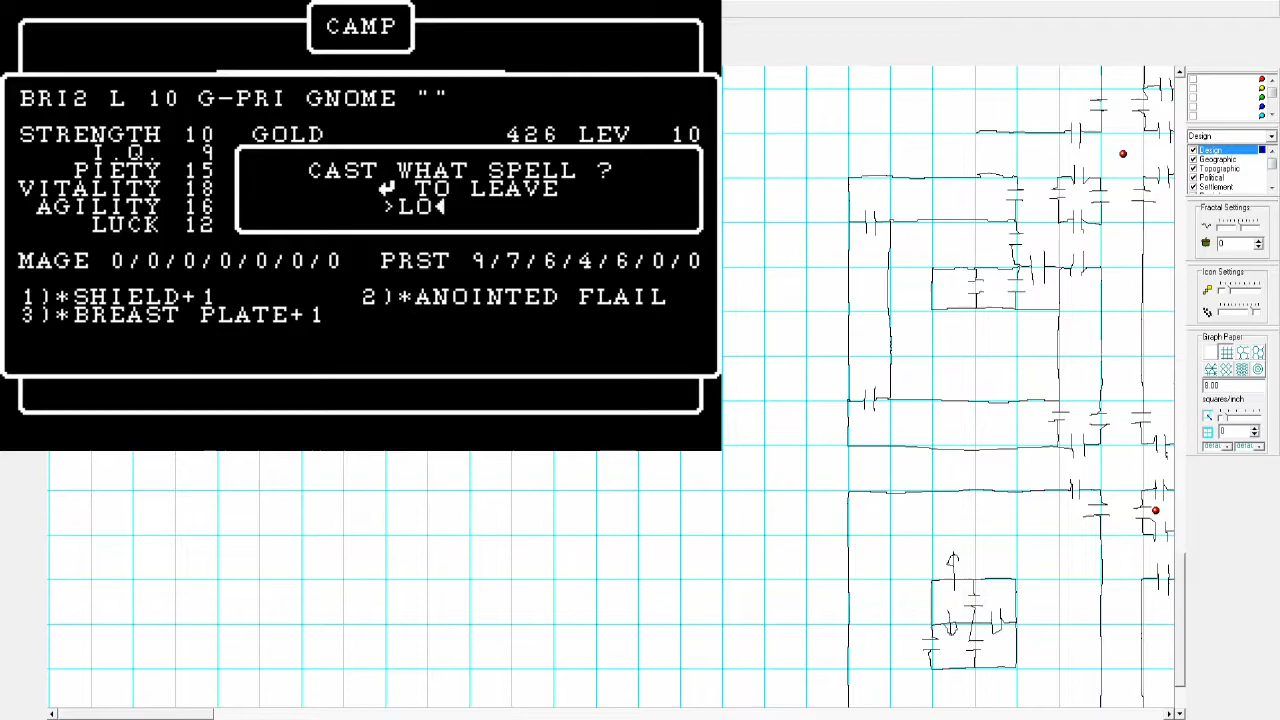 CAMP
BRI2 L 10 G-PRI GNOME ""
STRENGTH 10 GOLD 426 LEV 10
I.Q. 9
PIETY 15
VITALITY 18
AGILITY 16
LUCK 12
CAST WHAT SPELL ?
↵ TO LEAVE
>LO
MAGE 0/0/0/0/0/0/0 PRST 9/7/6/4/6/0/0
1)*SHIELD+1 2)*ANOINTED FLAIL
3)*BREAST PLATE+1
Design
Design
Geographic
Topographic
Political
Settlement
Fractal Settings
0
Icon Settings
Graph Paper
8.00
squares/inch
0